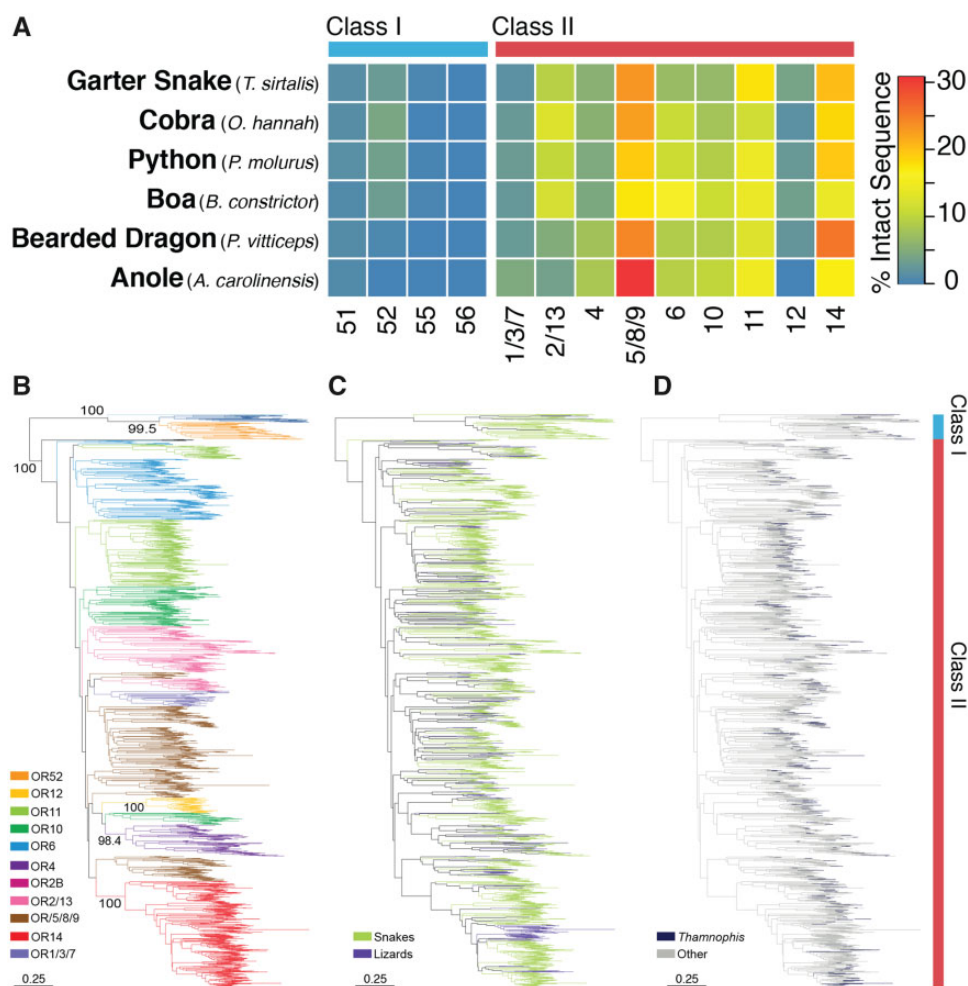 A
Class I
Class II
Garter Snake (T. sirtalis)
Cobra (O. hannah)
Python (P. molurus)
Boa (B. constrictor)
Bearded Dragon (P. vitticeps)
Anole (A. carolinensis)
30
20
10
0
% Intact Sequence
51 52 55 56 1/3/7 2/13 4 5/8/9 6 10 11 12 14
B
C
D
100
99.5
100
100
98.4
100
OR52
OR12
OR11
OR10
OR6
OR4
OR2B
OR2/13
OR/5/8/9
OR14
OR1/3/7
0.25
Snakes
Lizards
0.25
Thamnophis
Other
0.25
Class I
Class II